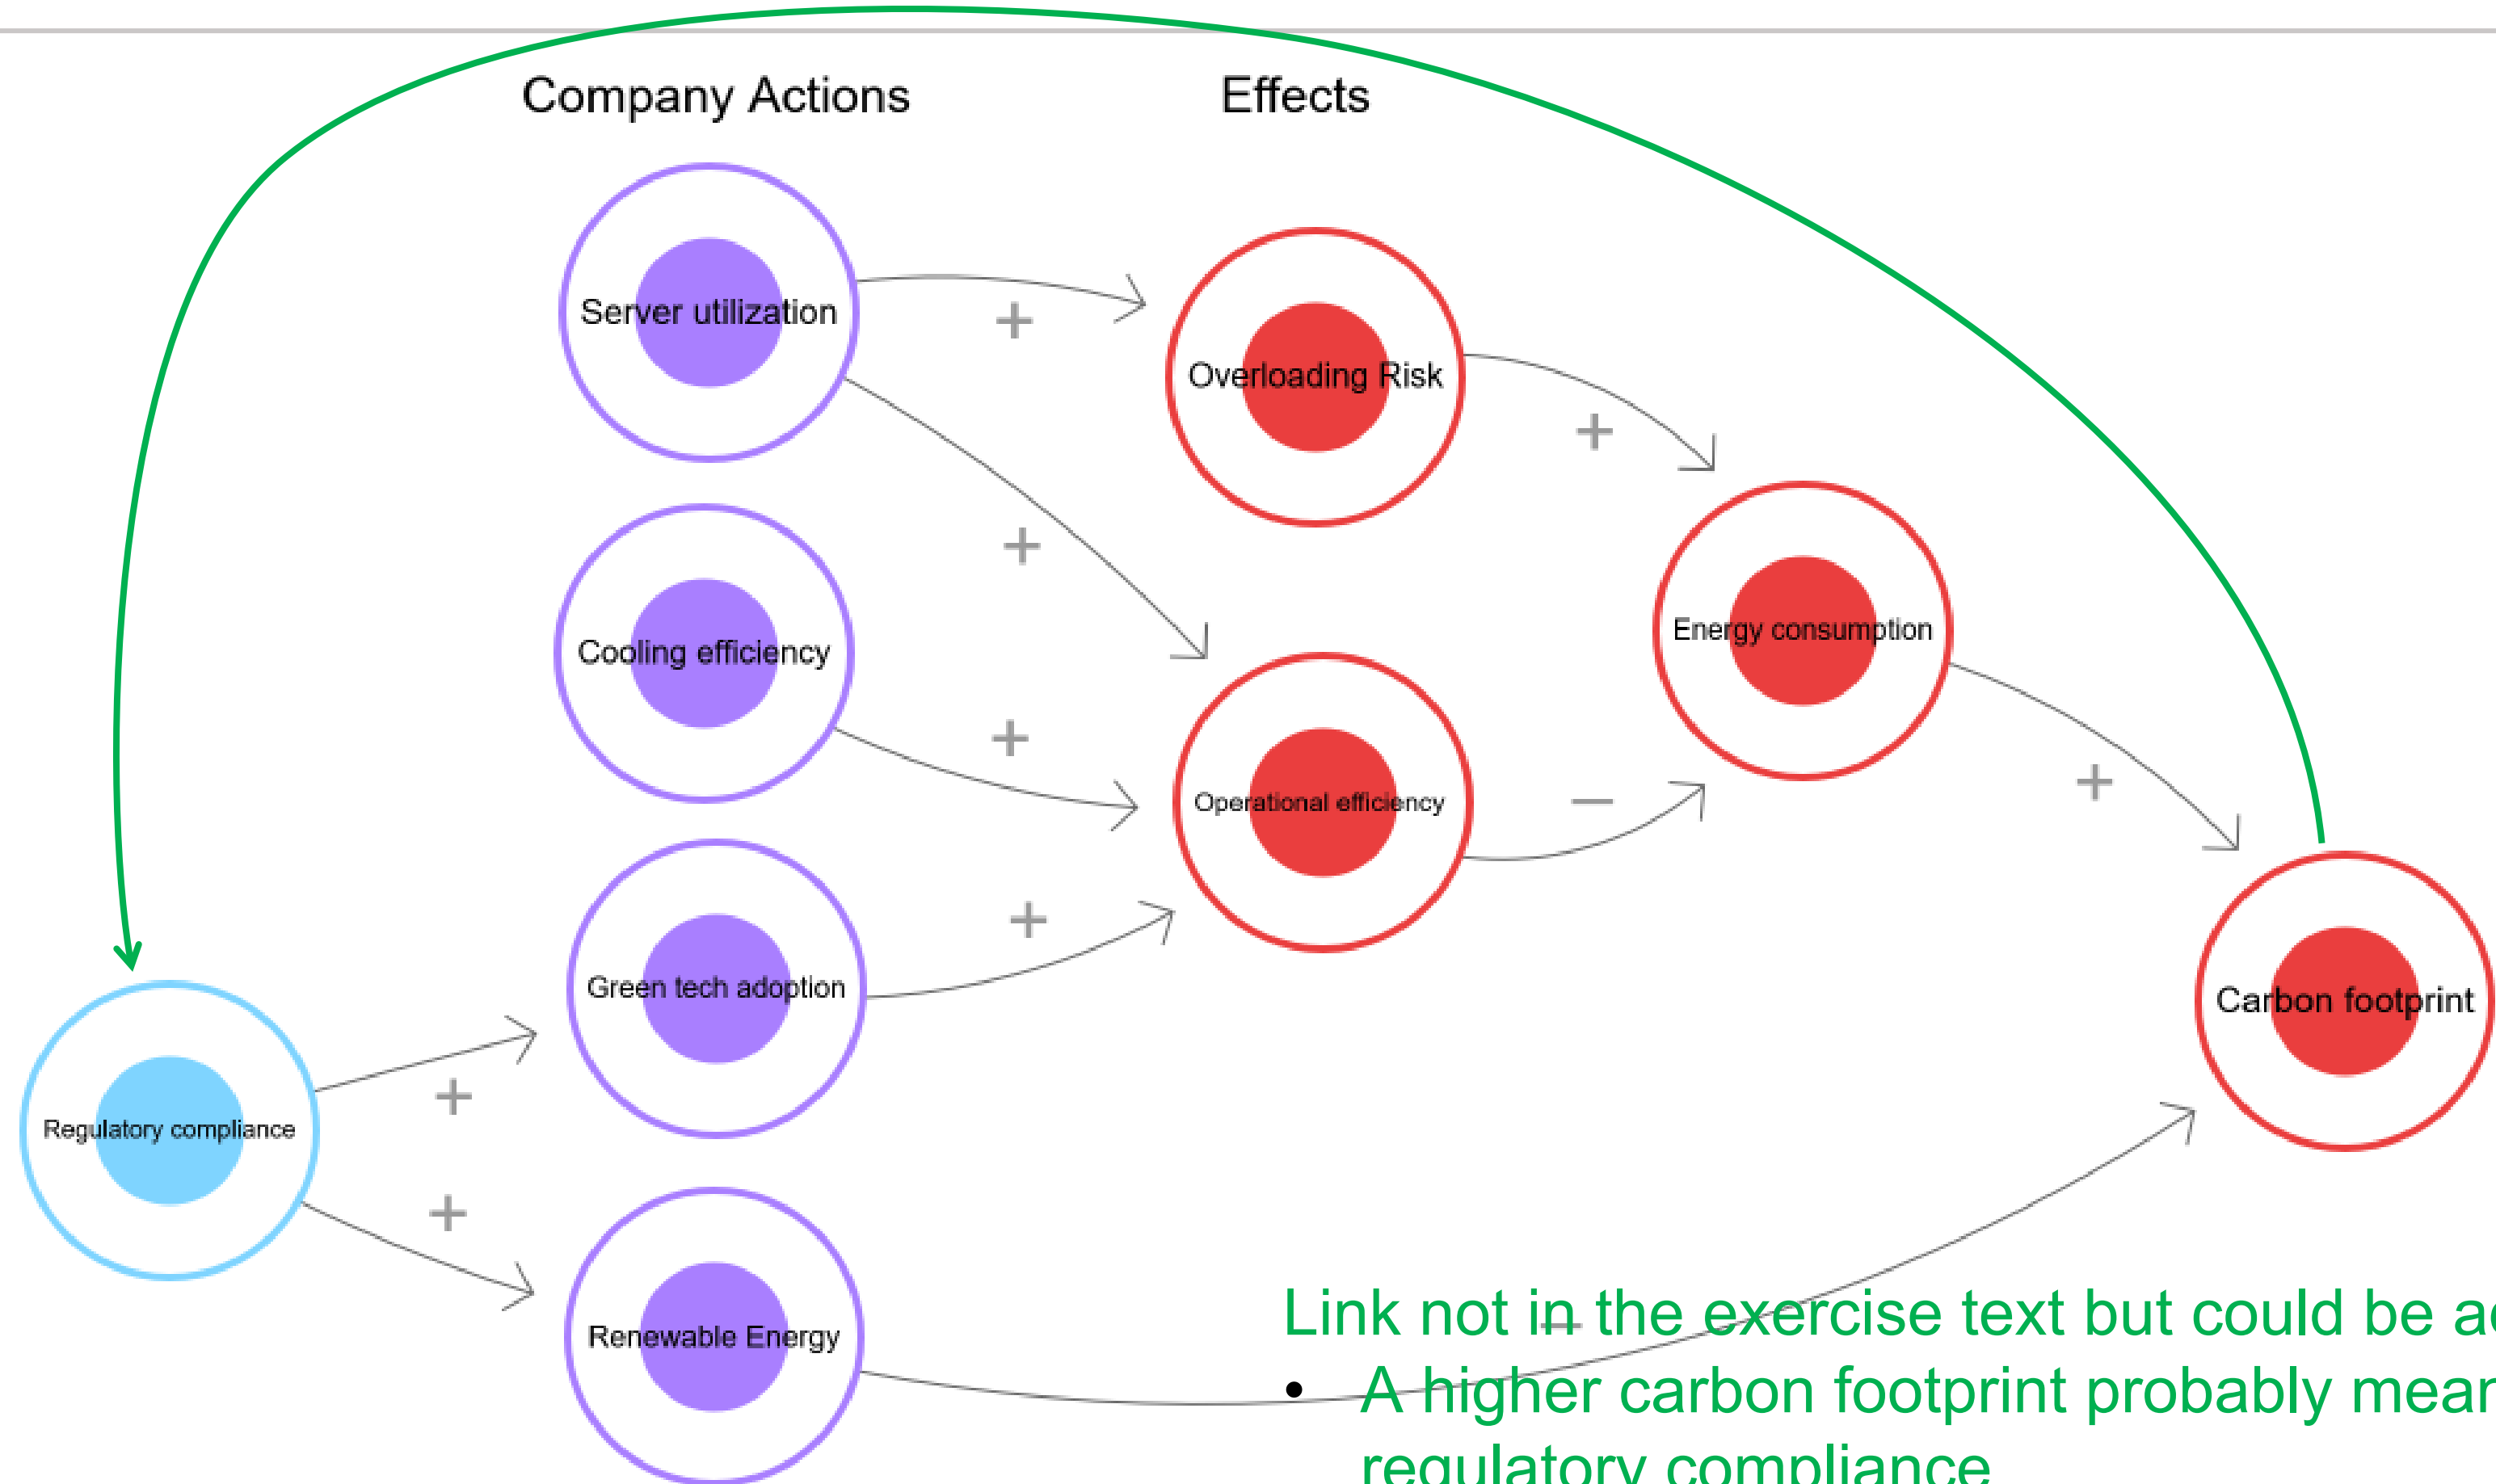 Company Actions
Effects
Server utilization
+
Overloading Risk
+
+
Cooling efficiency
Energy consumption
+
Operational efficiency
–
+
+
Green tech adoption
Carbon footprint
+
Regulatory compliance
+
Renewable Energy
–
Link not in the exercise text but could be
• A higher carbon footprint probably
regulatory compliance